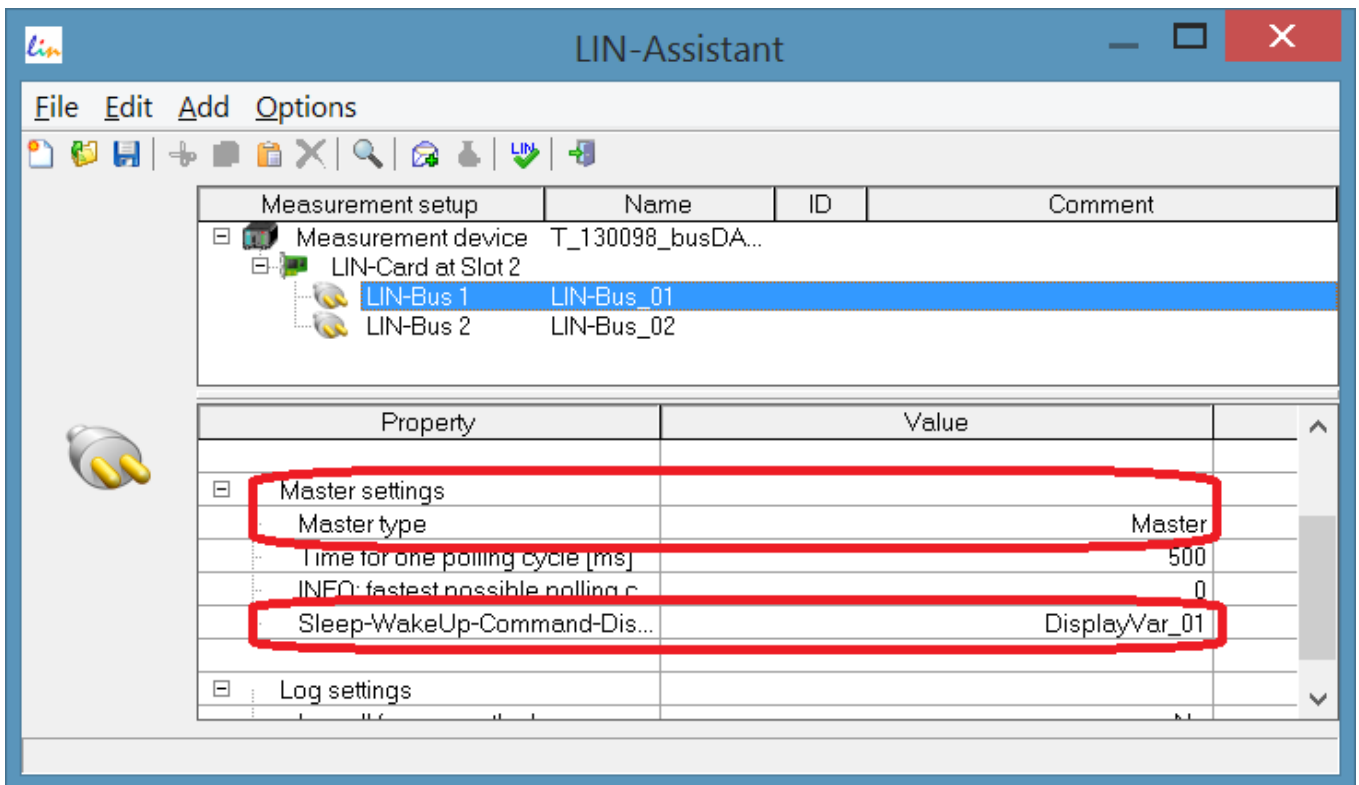 lin LIN-Assistant
File Edit Add Options
LIN
Measurement setup Name ID Comment
Measurement device T_130098_busDA...
LIN-Card at Slot 2
LIN-Bus 1 LIN-Bus_01
LIN-Bus 2 LIN-Bus_02
Property Value
Master settings
Master type Master
Time for one polling cycle [ms] 500
INFO: fastest possible polling c... 0
Sleep-WakeUp-Command-Dis... DisplayVar_01
Log settings